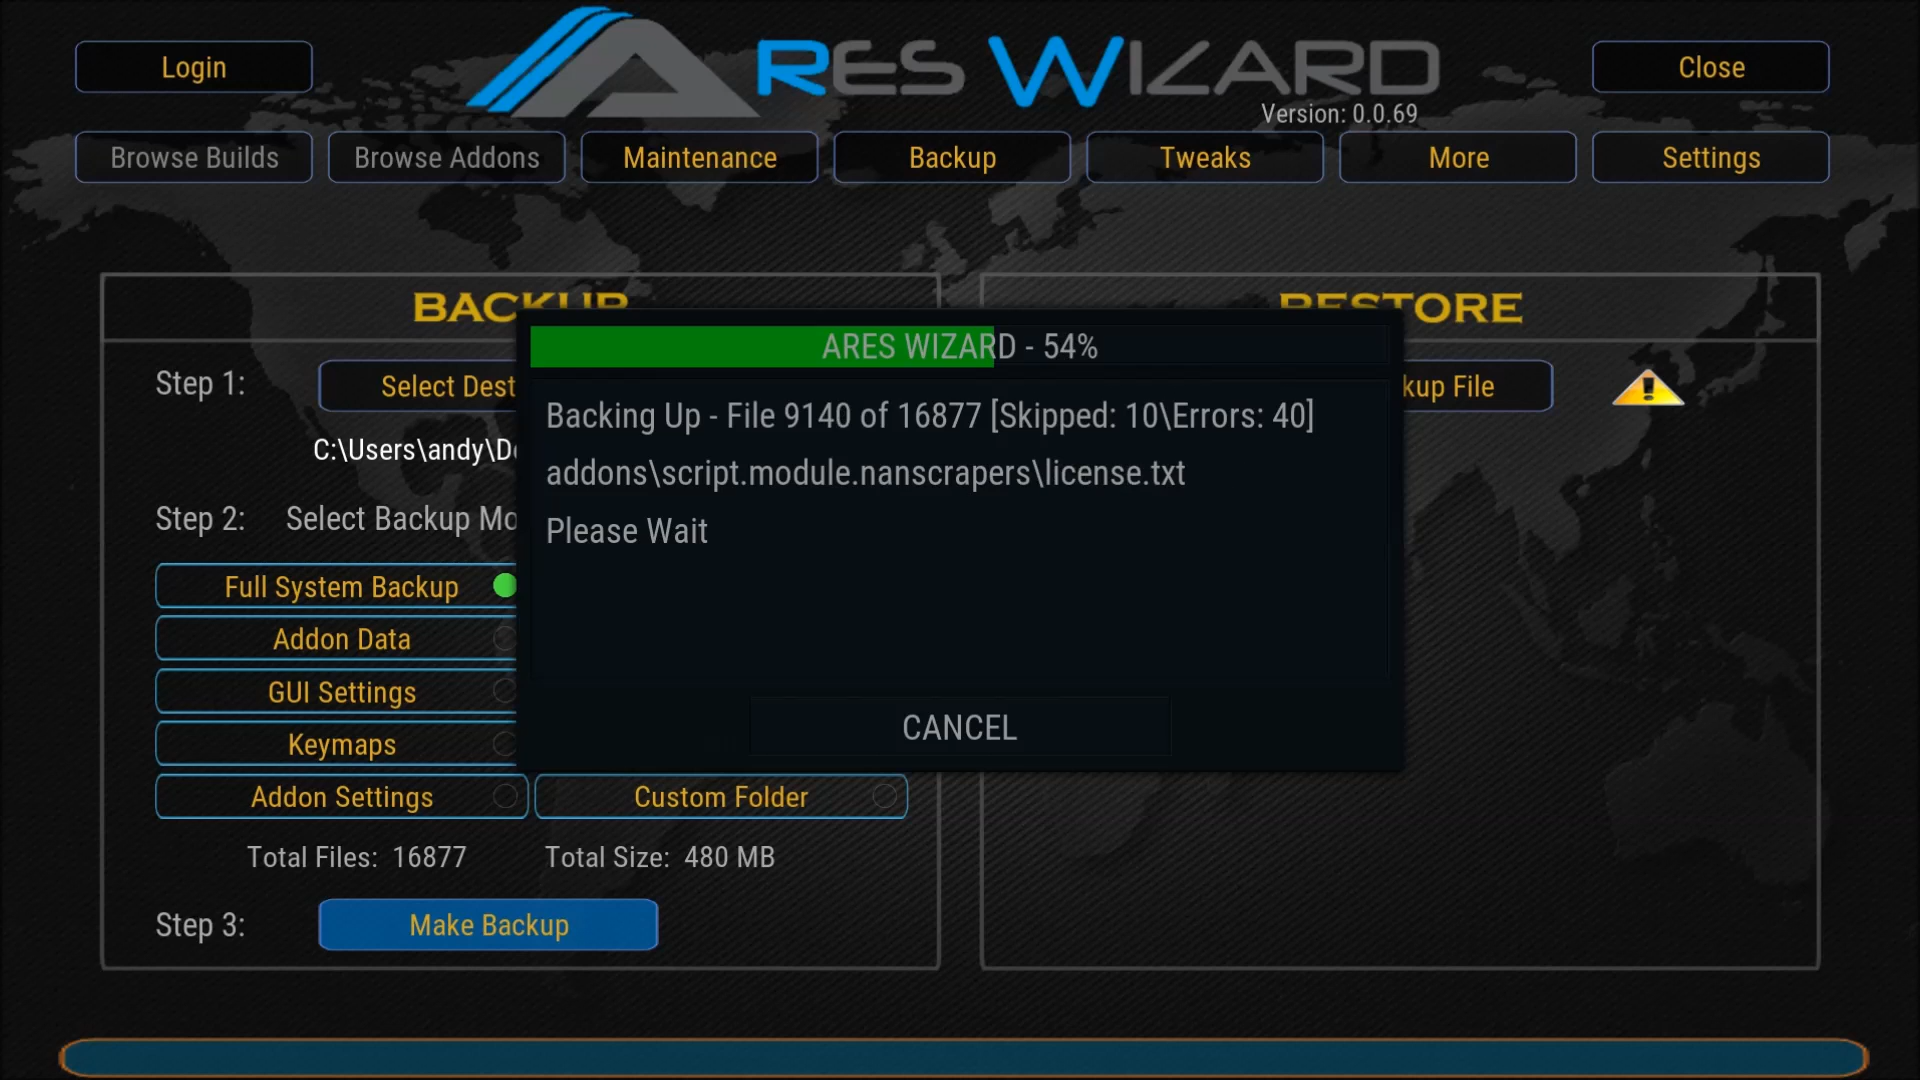 Login
ARES WIZARD
Close
Version: 0.0.69
Browse Builds
Browse Addons
Maintenance
Backup
Tweaks
More
Settings
BACKUP
RESTORE
ARES WIZARD - 54%
Backing Up - File 9140 of 16877 [Skipped: 10\Errors: 40]
addons\script.module.nanscrapers\license.txt
Please Wait
CANCEL
Step 1:
Select Dest
kup File
C:\Users\andy\D
Step 2:
Select Backup Mo
Full System Backup
Addon Data
GUI Settings
Keymaps
Addon Settings
Custom Folder
Total Files: 16877
Total Size: 480 MB
Step 3:
Make Backup